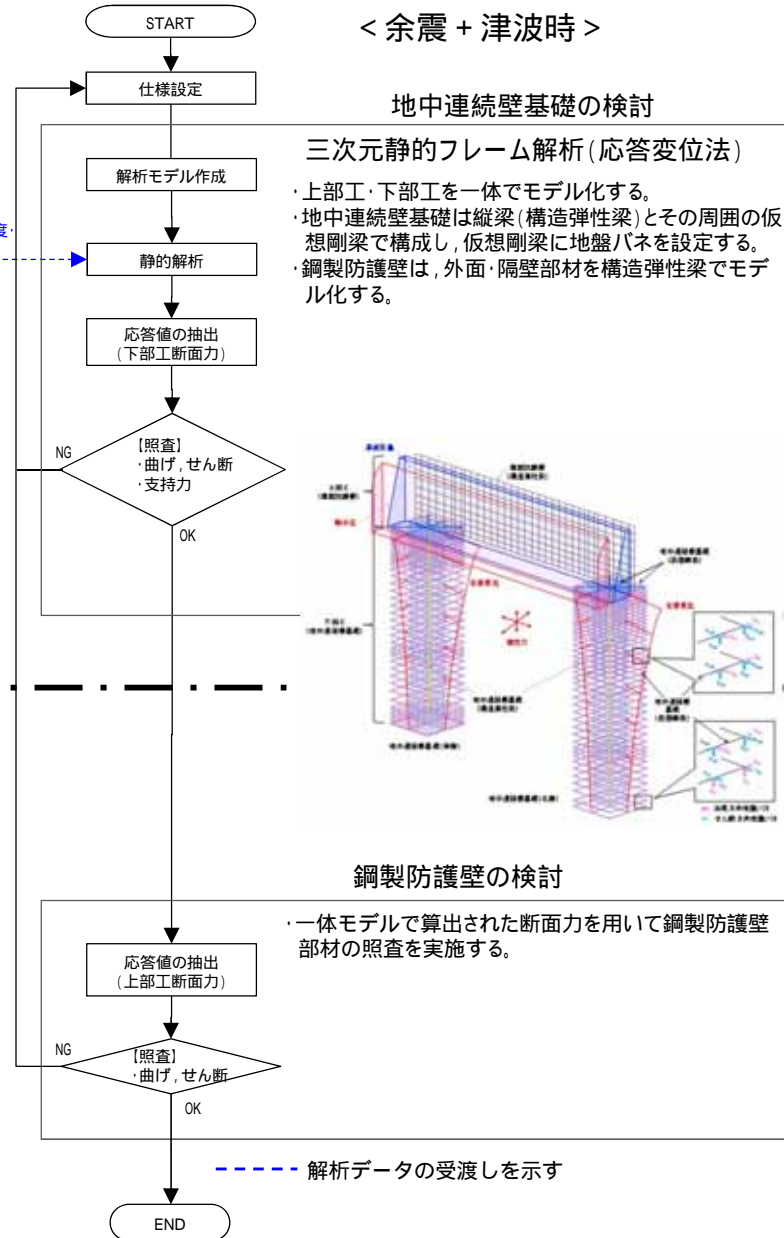 START
<余震+津波時>
仕様設定
地中連続壁基礎の検討
三次元静的フレーム解析(応答変位法)
解析モデル作成
・上部工・下部工を一体でモデル化する。
・地中連続壁基礎は縦梁(構造弾性梁)とその周囲の仮
想剛梁で構成し,仮想剛梁に地盤バネを設定する。
・鋼製防護壁は,外面・隔壁部材を構造弾性梁でモデ
ル化する。
度・
静的解析
応答値の抽出
(下部工断面力)
NG
【照査】
・曲げ,せん断
・支持力
OK
鋼製防護壁の検討
・一体モデルで算出された断面力を用いて鋼製防護壁
部材の照査を実施する。
応答値の抽出
(上部工断面力)
NG
【照査】
・曲げ,せん断
OK
解析データの受渡しを示す
END